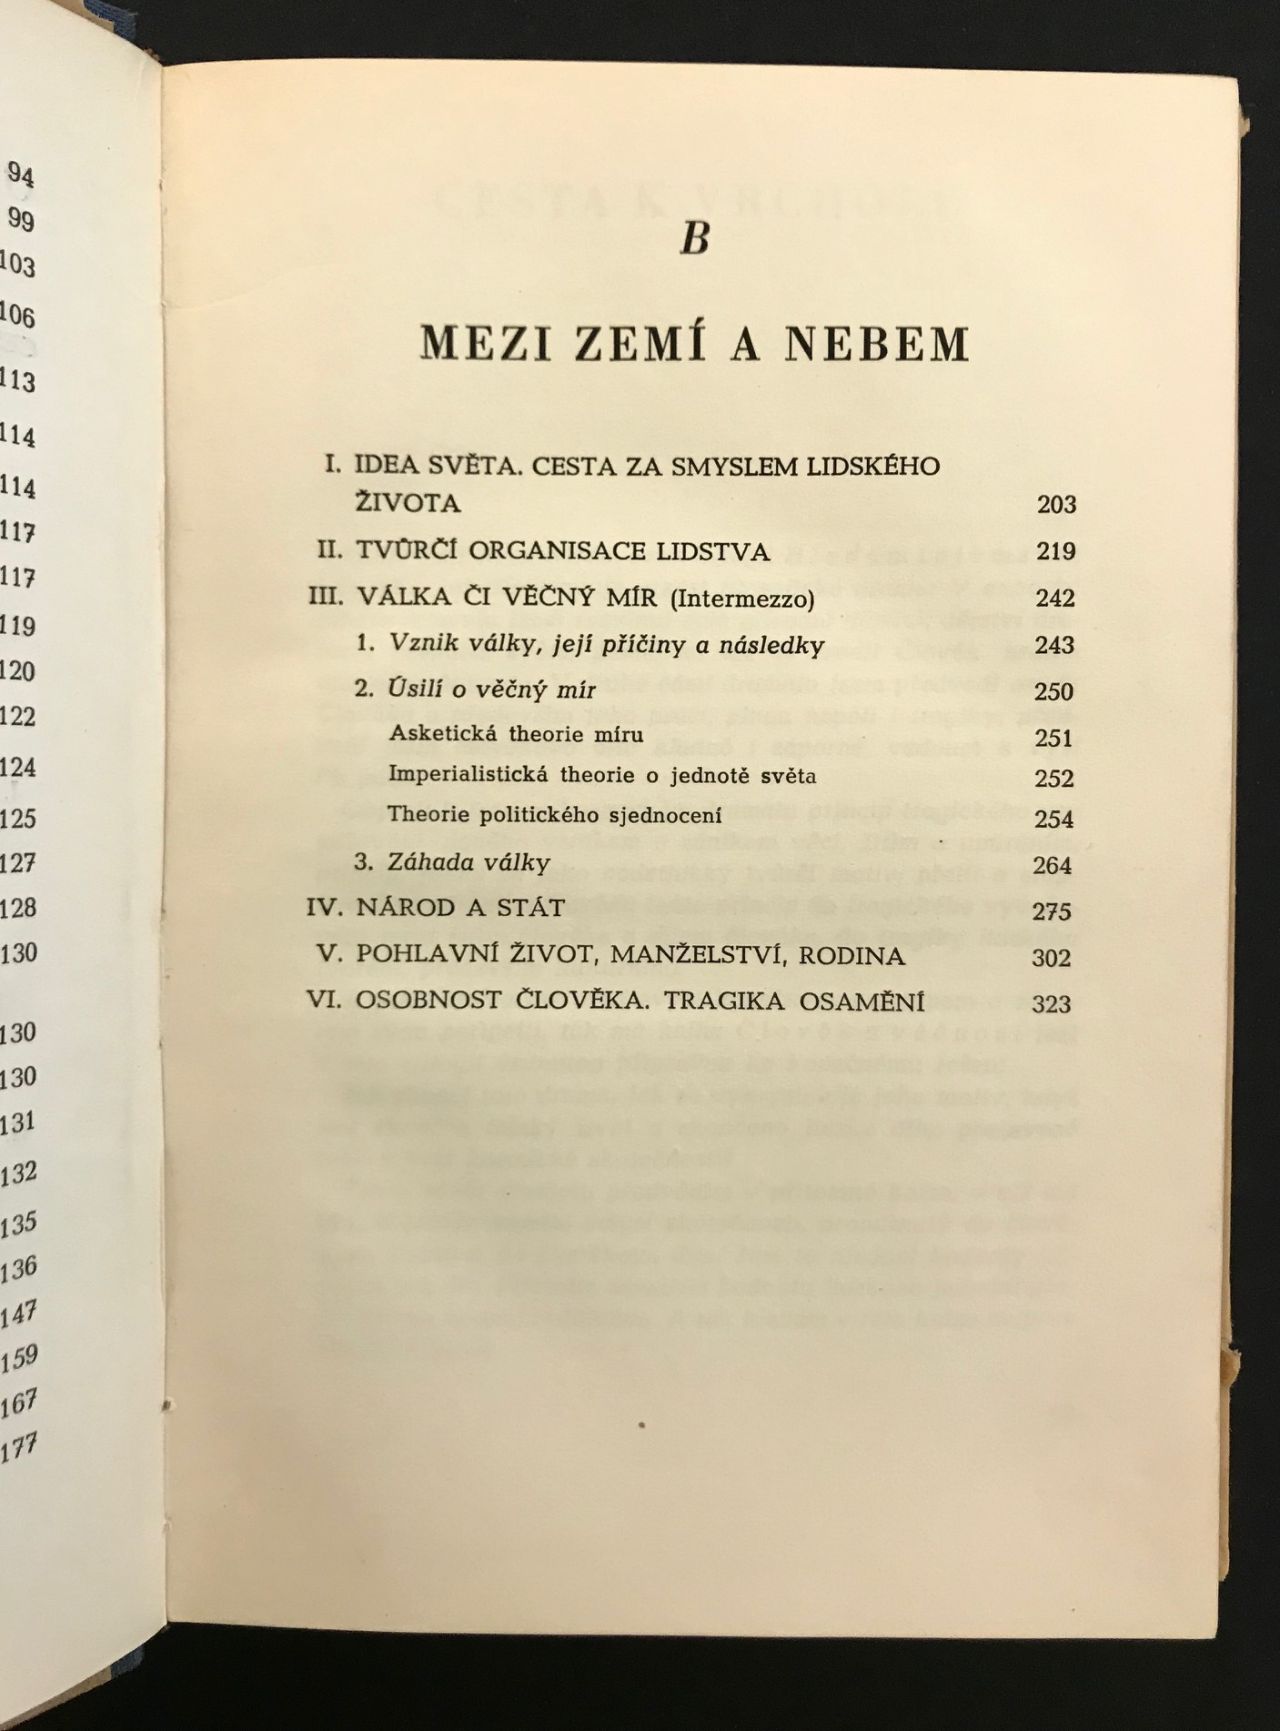 94
99
103
106
113
114
114
117
117
119
120
122
124
125
127
128
130
130
130
131
132
135
136
147
159
167
177
B
MEZI ZEMÍ A NEBEM
I. IDEA SVĚTA. CESTA ZA SMYSLEM LIDSKÉHO
ŽIVOTA 203
II. TVŮRČÍ ORGANISACE LIDSTVA 219
III. VÁLKA ČI VĚČNÝ MÍR (Intermezzo) 242
1. Vznik války, její příčiny a následky 243
2. Úsilí o věčný mír 250
Asketická theorie míru 251
Imperialistická theorie o jednotě světa 252
Theorie politického sjednocení 254
3. Záhada války 264
IV. NÁROD A STÁT 275
V. POHLAVNÍ ŽIVOT, MANŽELSTVÍ, RODINA 302
VI. OSOBNOST ČLOVĚKA. TRAGIKA OSAMĚNÍ 323